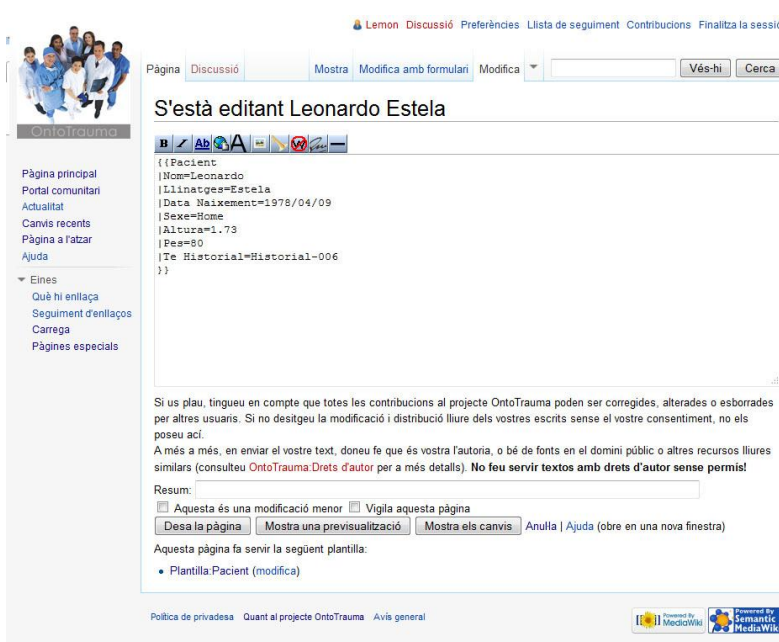 Lemon Discussió Preferències Llista de seguiment Contribucions Finalitza la sessió
Pàgina Discussió Mostra Modifica amb formulari Modifica Vés-hi Cerca
OntoTrauma
S'està editant Leonardo Estela
B I Ab A W
{{Pacient
|Nom=Leonardo
|Llinatges=Estela
|Data Naixement=1978/04/09
|Sexe=Home
|Altura=1.73
|Pes=80
|Te Historial=Historial-006
}}
Pàgina principal
Portal comunitari
Actualitat
Canvis recents
Pàgina a l'atzar
Ajuda
Eines
Què hi enllaça
Seguiment d'enllaços
Carrega
Pàgines especials
Si us plau, tingueu en compte que totes les contribucions al projecte OntoTrauma poden ser corregides, alterades o esborrades
per altres usuaris. Si no desitgeu la modificació i distribució lliure dels vostres escrits sense el vostre consentiment, no els
poseu ací.
A més a més, en enviar el vostre text, doneu fe que és vostra l'autoria, o bé de fonts en el domini públic o altres recursos lliures
similars (consulteu OntoTrauma:Drets d'autor per a més detalls). No feu servir textos amb drets d'autor sense permís!
Resum:
Aquesta és una modificació menor Vigila aquesta pàgina
Desa la pàgina Mostra una previsualització Mostra els canvis Anul·la | Ajuda (obre en una nova finestra)
Aquesta pàgina fa servir la següent plantilla:
Plantilla:Pacient (modifica)
Política de privadesa Quant al projecte OntoTrauma Avís general
[[ ]] Powered By MediaWiki
Powered By Semantic MediaWiki